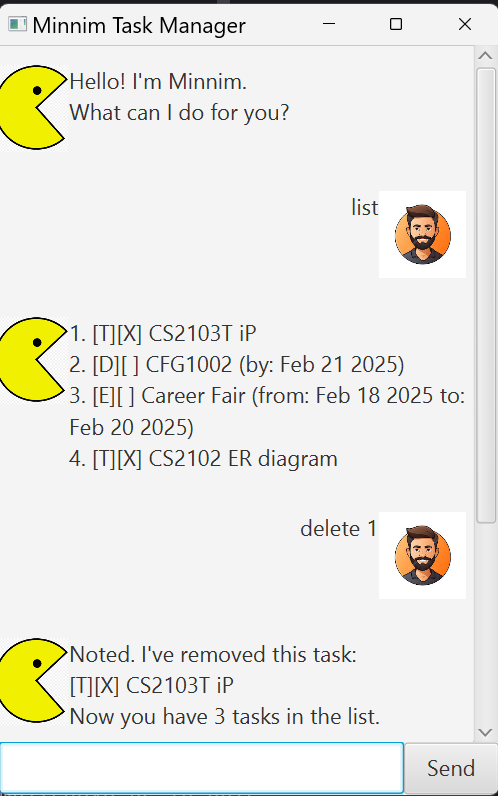 Minnim Task Manager
Hello! I'm Minnim.
What can I do for you?
list
1. [T][X] CS2103T iP
2. [D][ ] CFG1002 (by: Feb 21 2025)
3. [E][ ] Career Fair (from: Feb 18 2025 to:
Feb 20 2025)
4. [T][X] CS2102 ER diagram
delete 1
Noted. I've removed this task:
[T][X] CS2103T iP
Now you have 3 tasks in the list.
Send